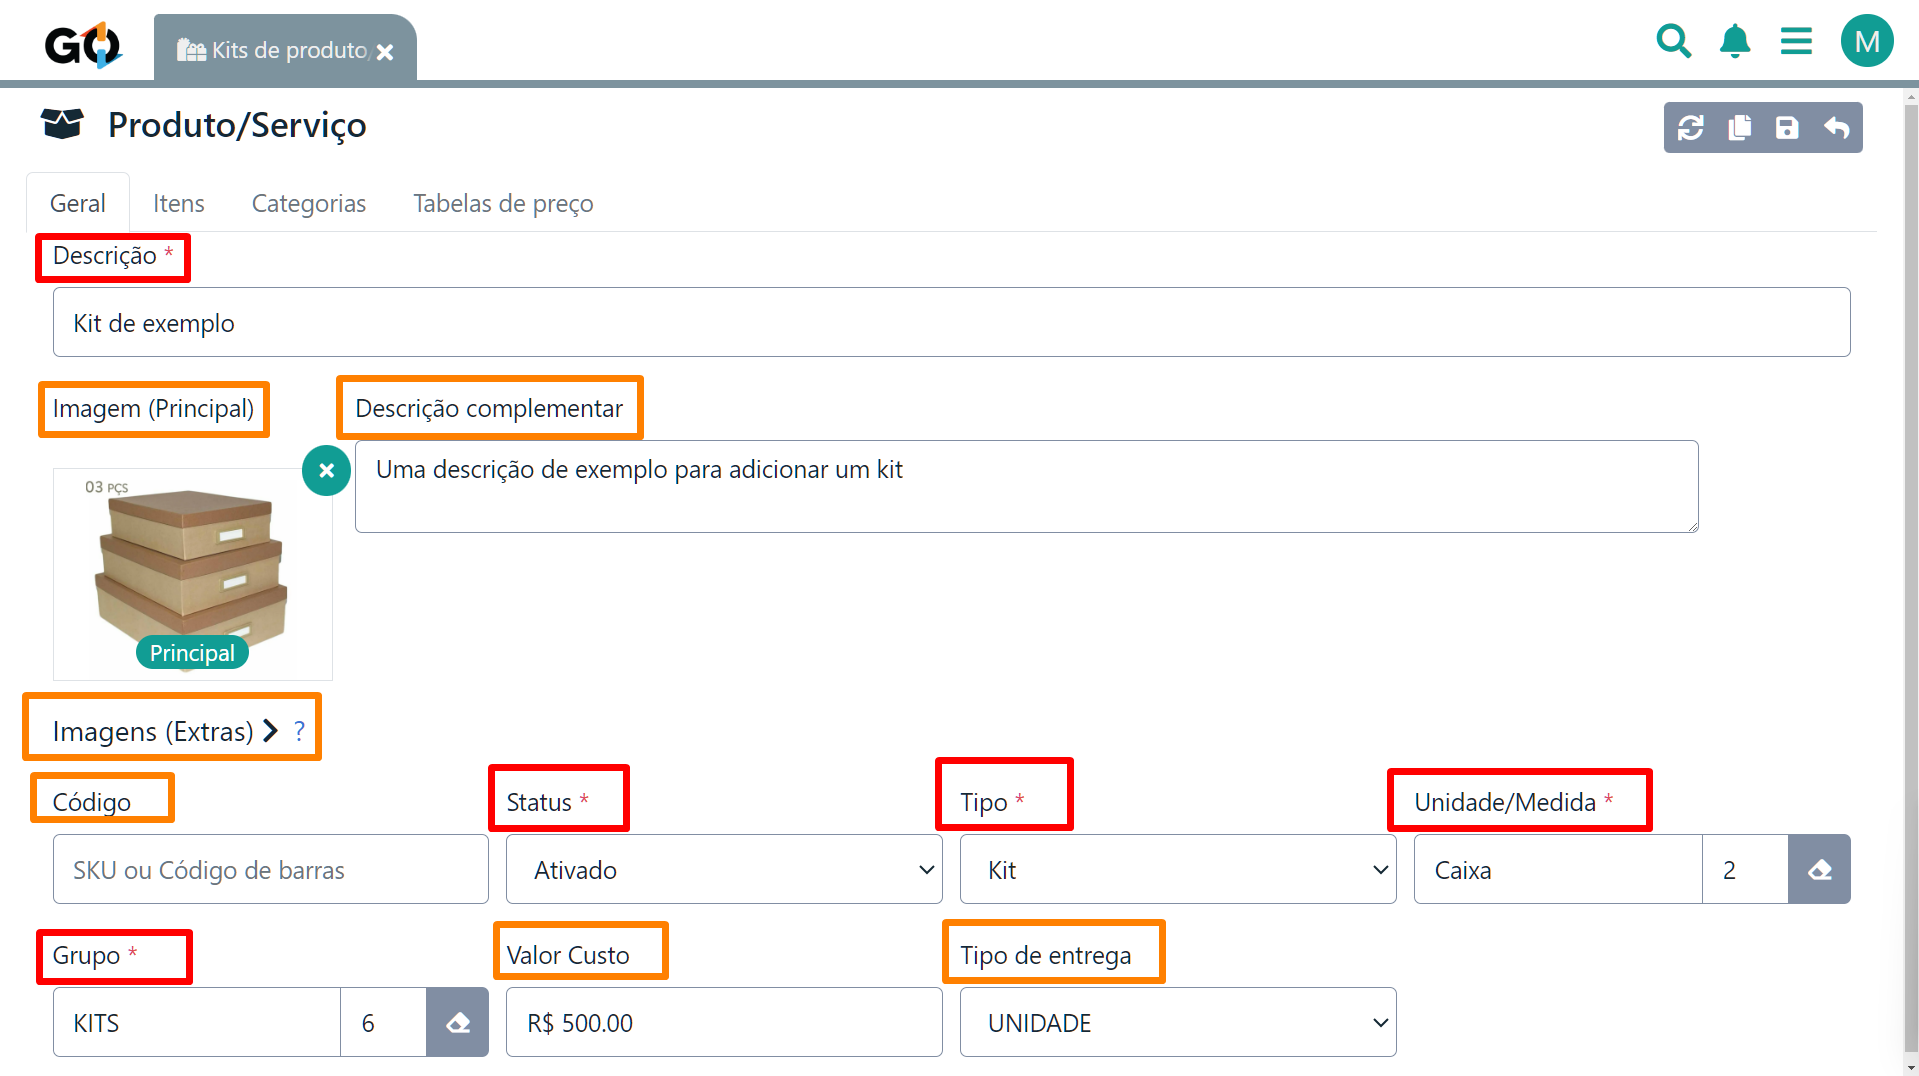 GO
Kits de produto
M
Produto/Serviço
Geral Itens Categorias Tabelas de preço
Descrição *
Kit de exemplo
Imagem (Principal) Descrição complementar
Uma descrição de exemplo para adicionar um kit
03 PÇS
Principal
Imagens (Extras) ?
Código Status * Tipo * Unidade/Medida *
SKU ou Código de barras Ativado Kit Caixa 2
Grupo * Valor Custo Tipo de entrega
KITS 6 R$ 500.00 UNIDADE